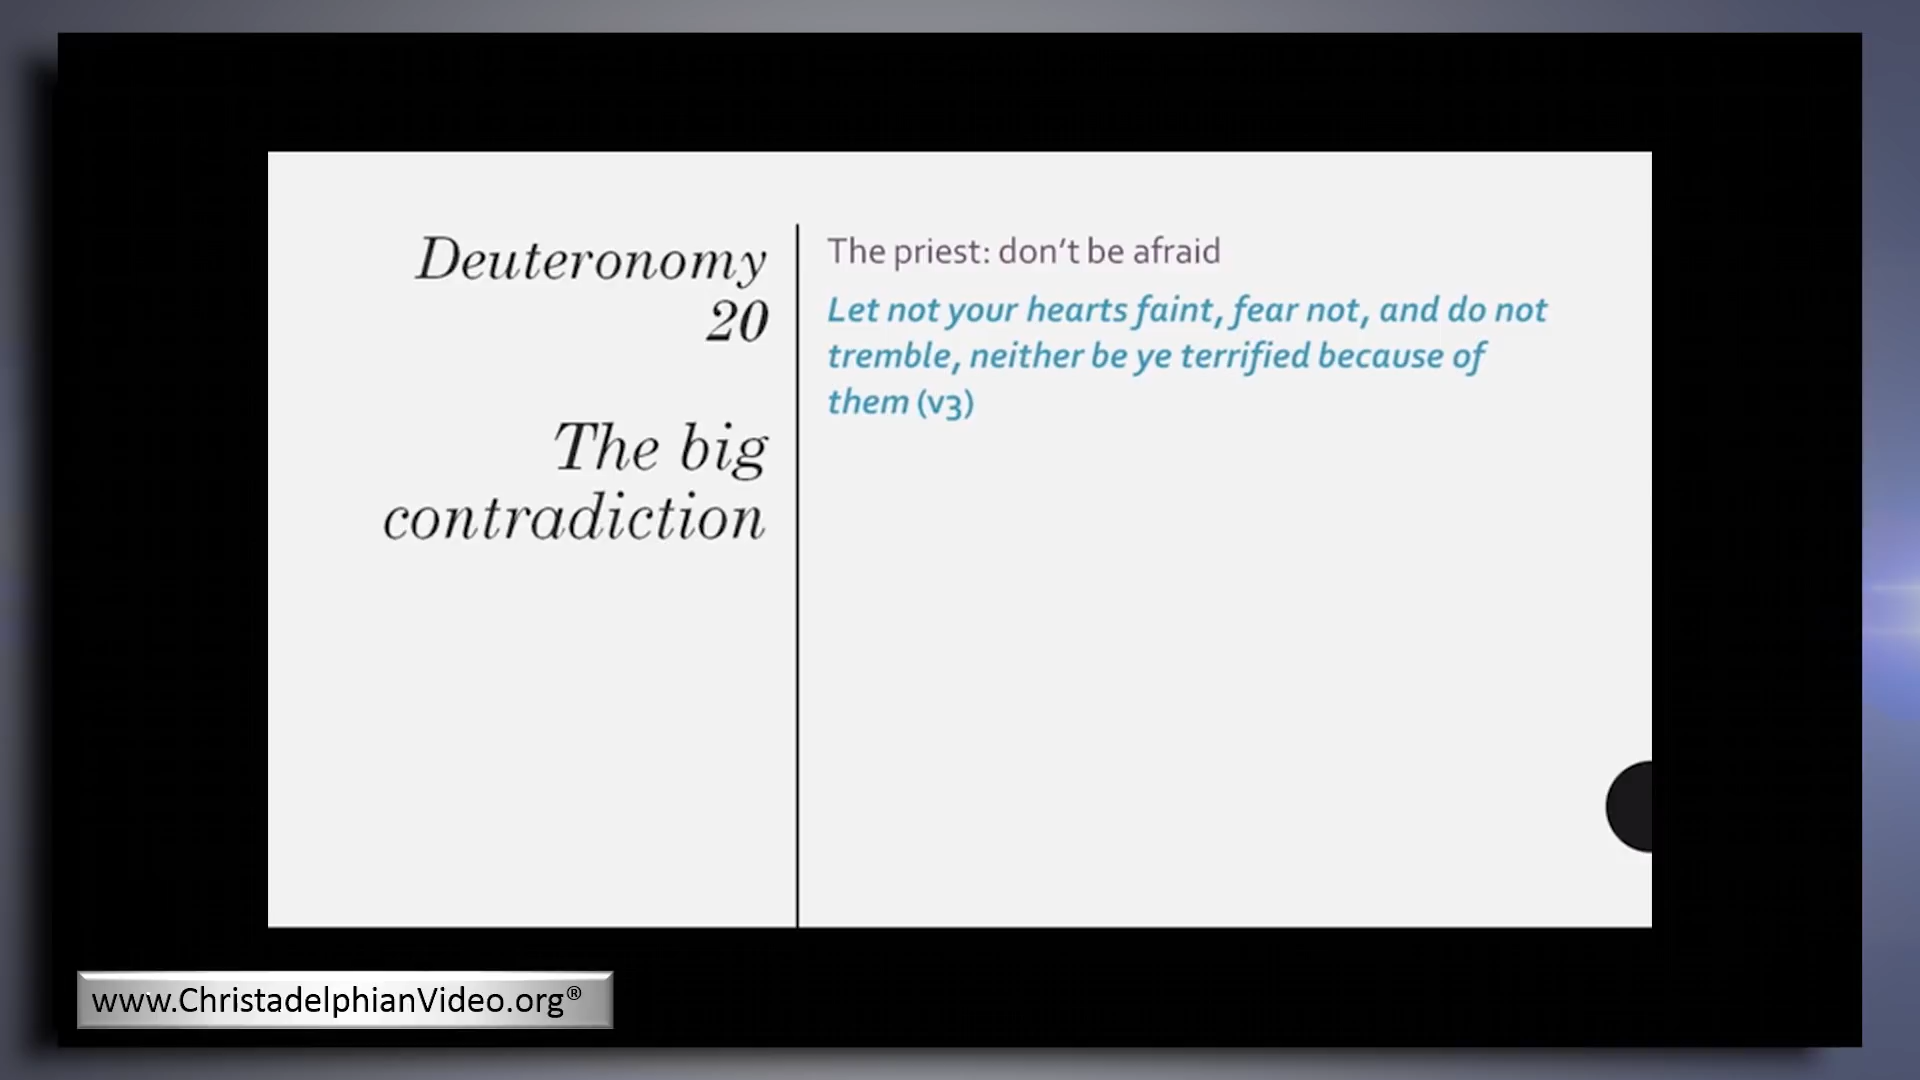 Deuteronomy
20
The big
contradiction
The priest: don't be afraid
Let not your hearts faint, fear not, and do not
tremble, neither be ye terrified because of
them (v3)
www.ChristadelphianVideo.org®